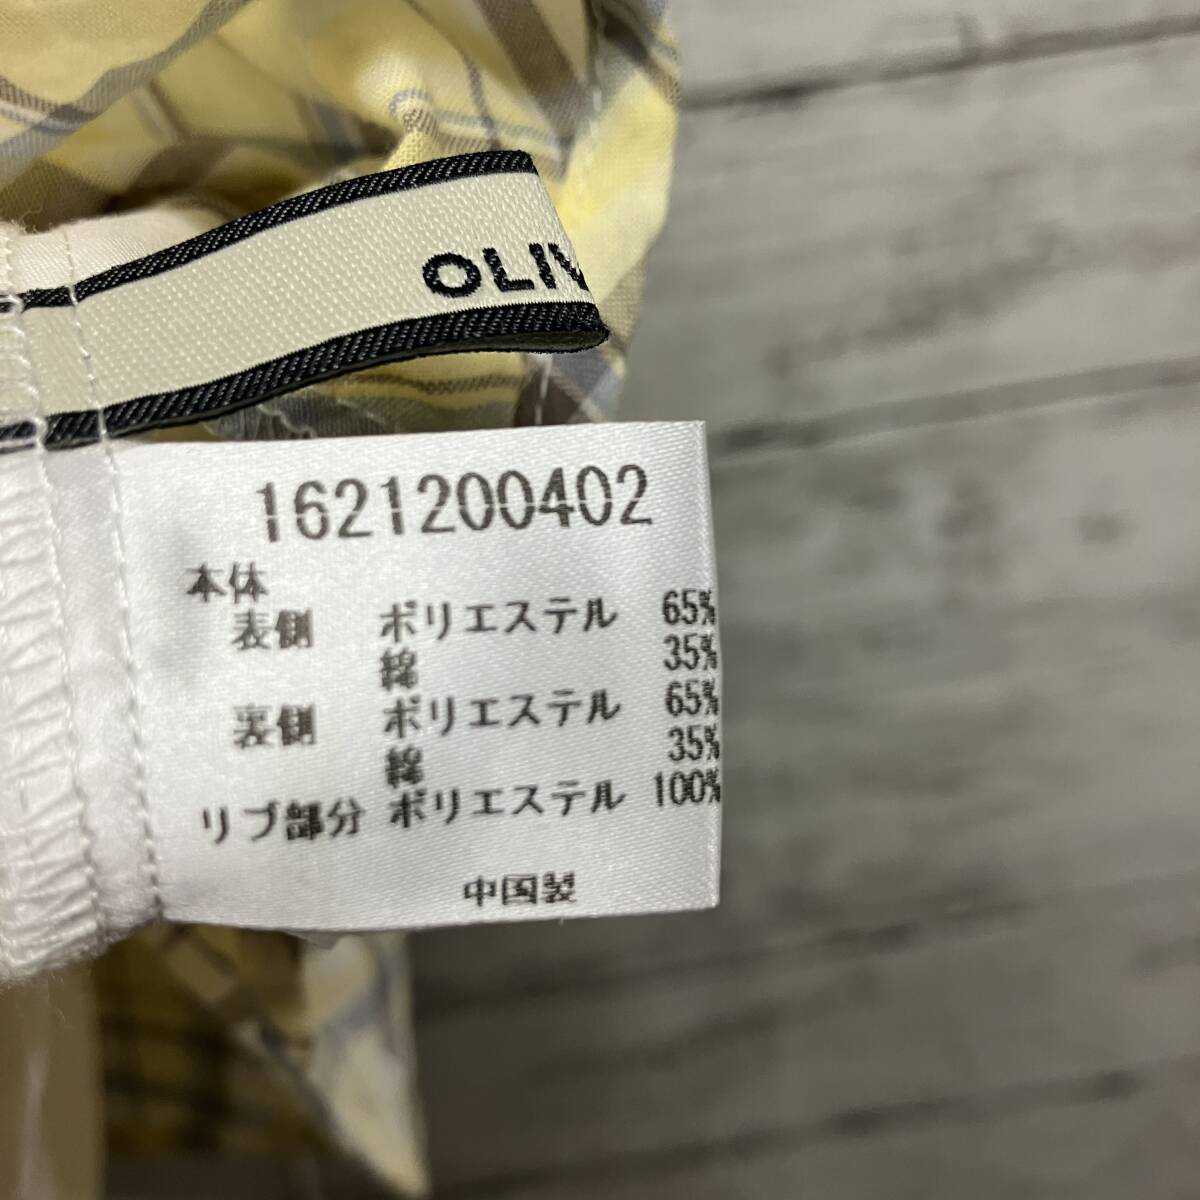 OLIV
1621200402
本体
表側 ポリエステル 65%
綿 35%
裏側 ポリエステル 65%
綿 35%
リブ部分 ポリエステル 100%
中国製